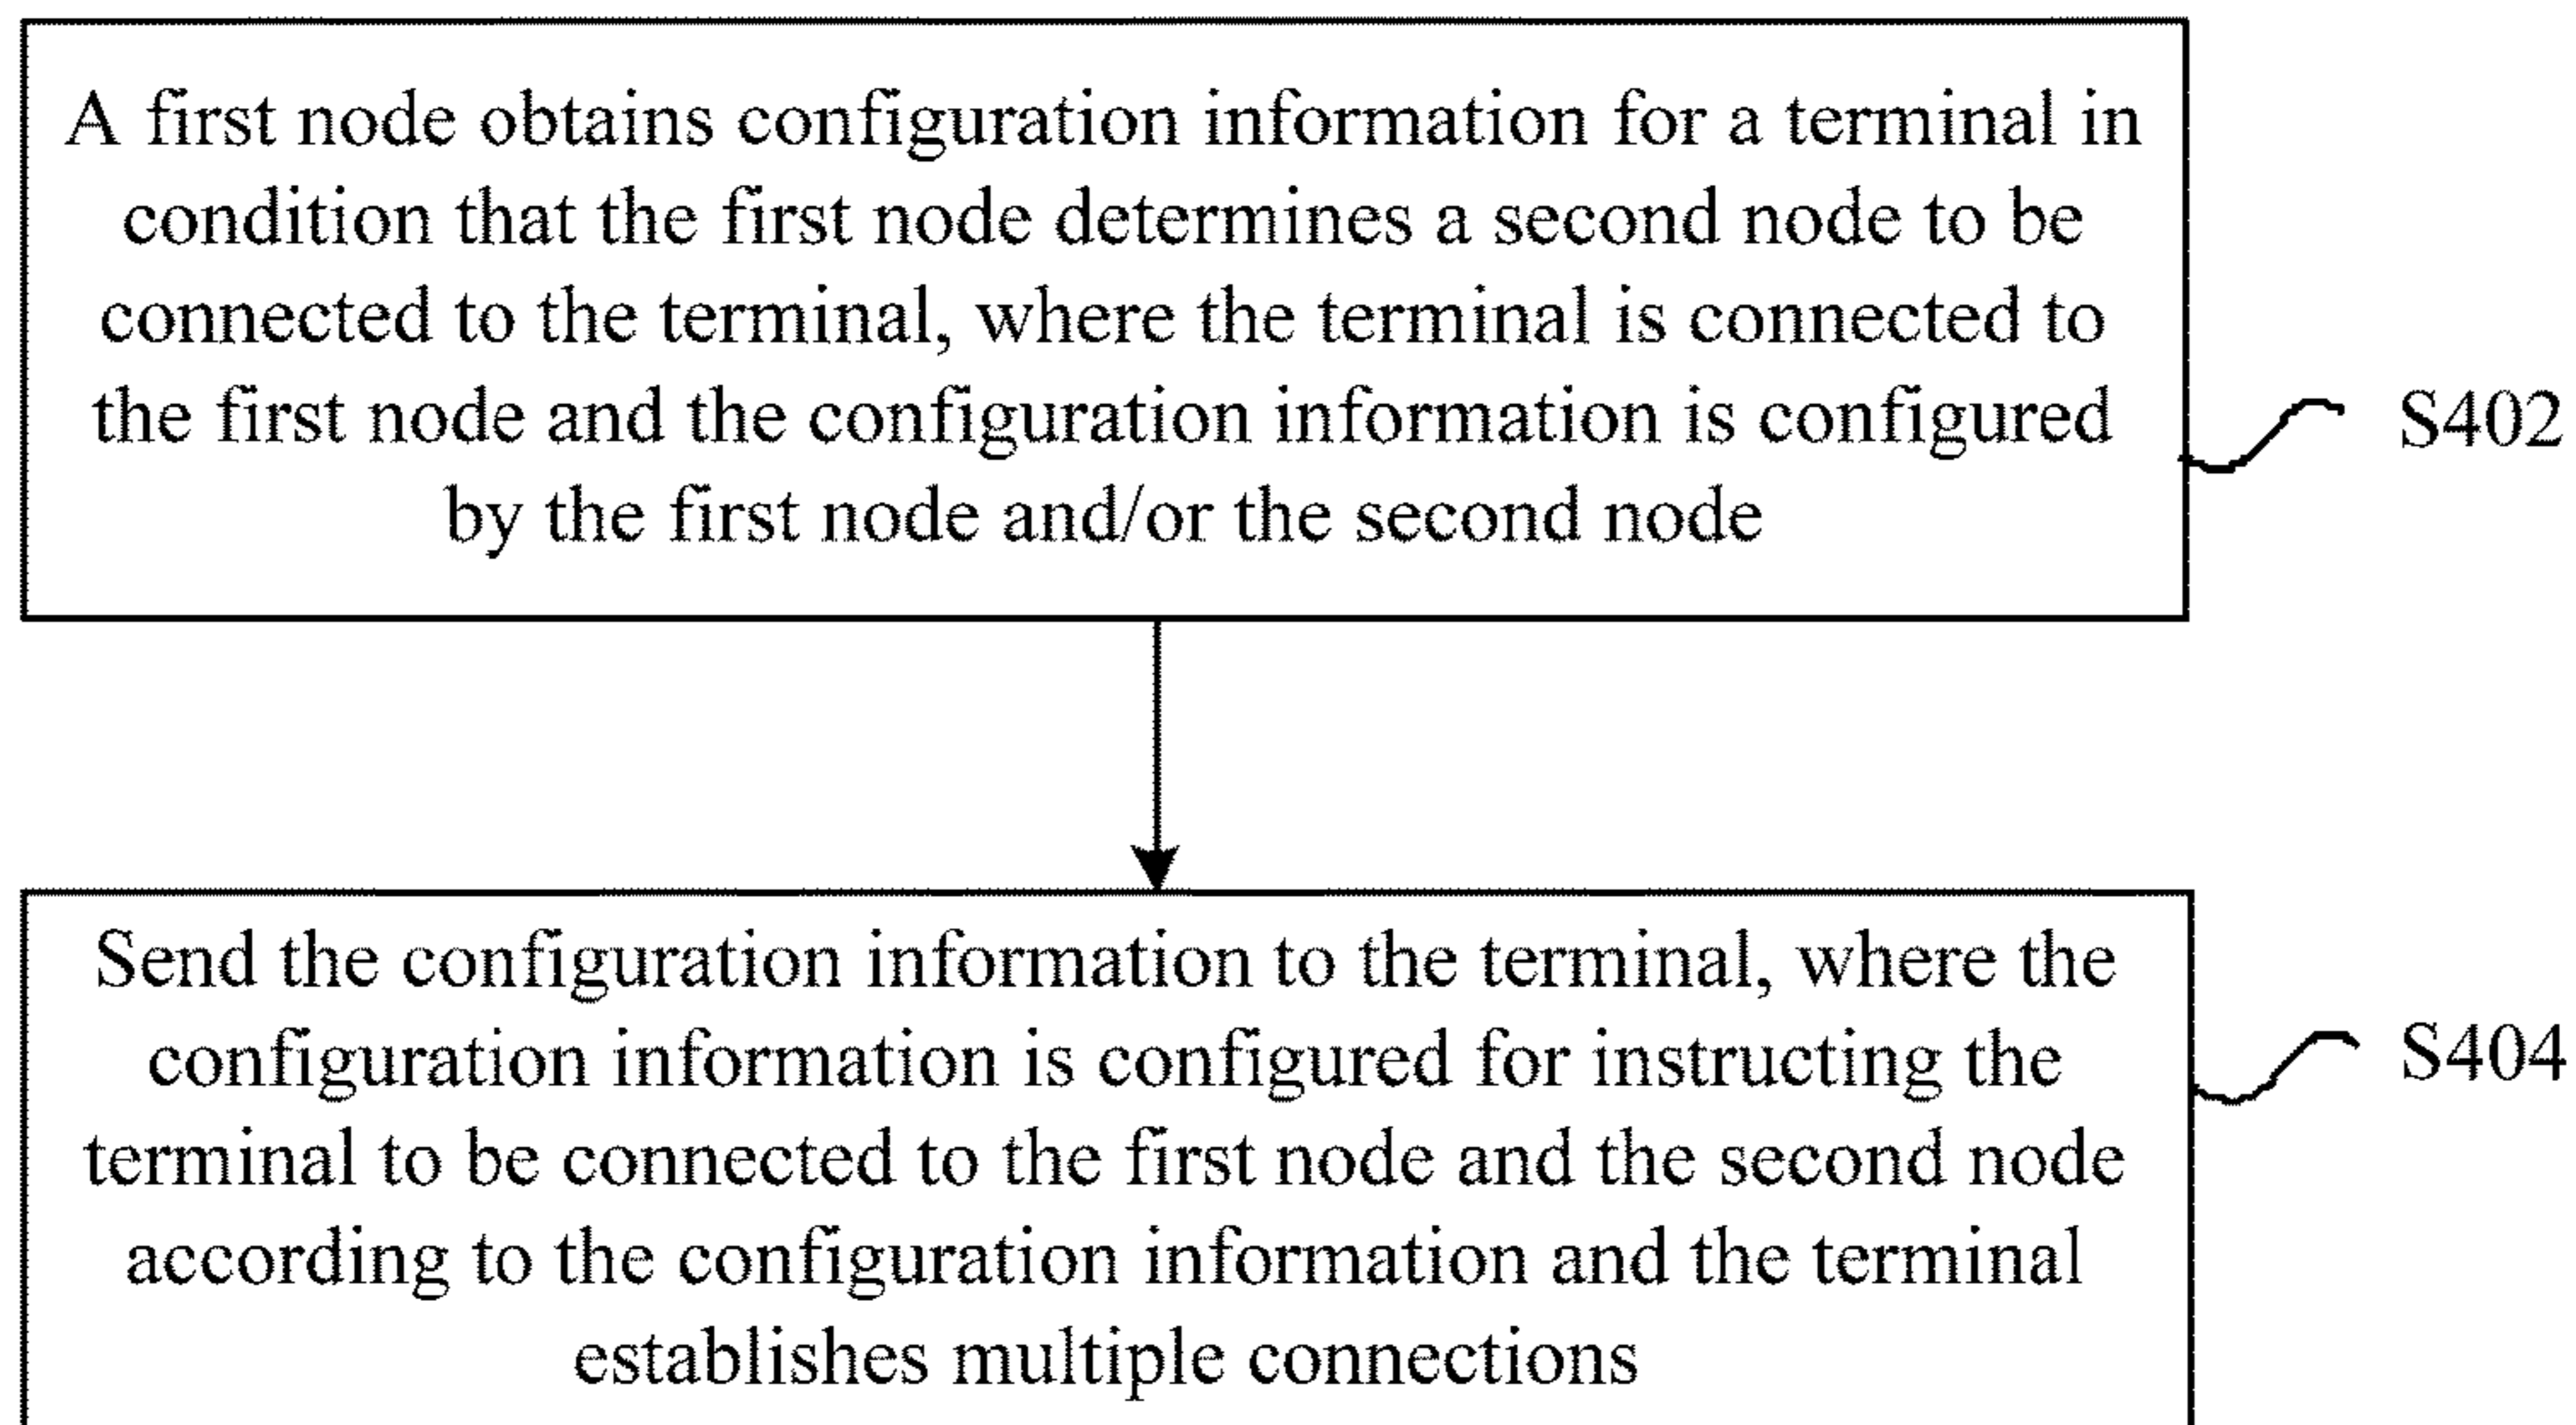 A first node obtains configuration information for a terminal in
condition that the first node determines a second node to be
connected to the terminal, where the terminal is connected to
the first node and the configuration information is configured
by the first node and/or the second node
S402
Send the configuration information to the terminal, where the
configuration information is configured for instructing the
terminal to be connected to the first node and the second node
according to the configuration information and the terminal
establishes multiple connections
S404